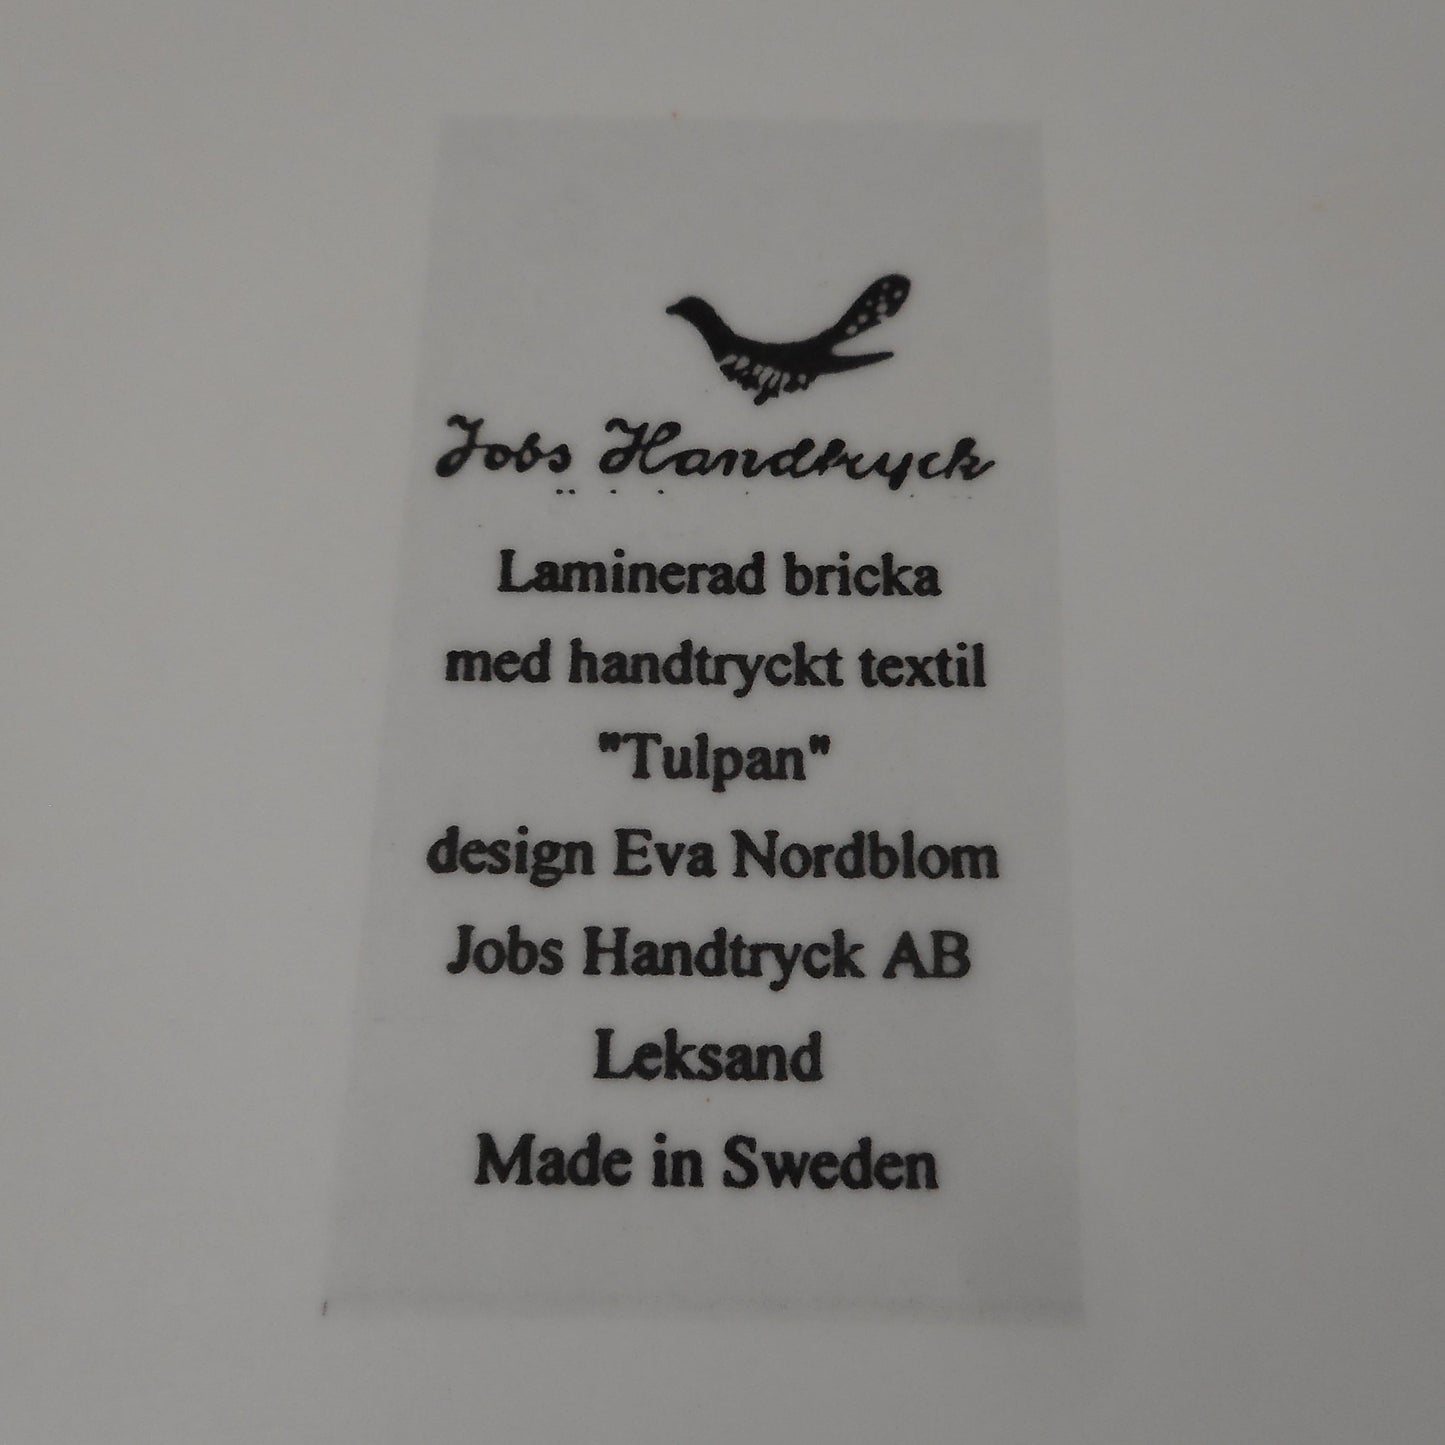 Jobs Handtryck
Laminerad bricka
med handtryckt textil
"Tulpan"
design Eva Nordblom
Jobs Handtryck AB
Leksand
Made in Sweden